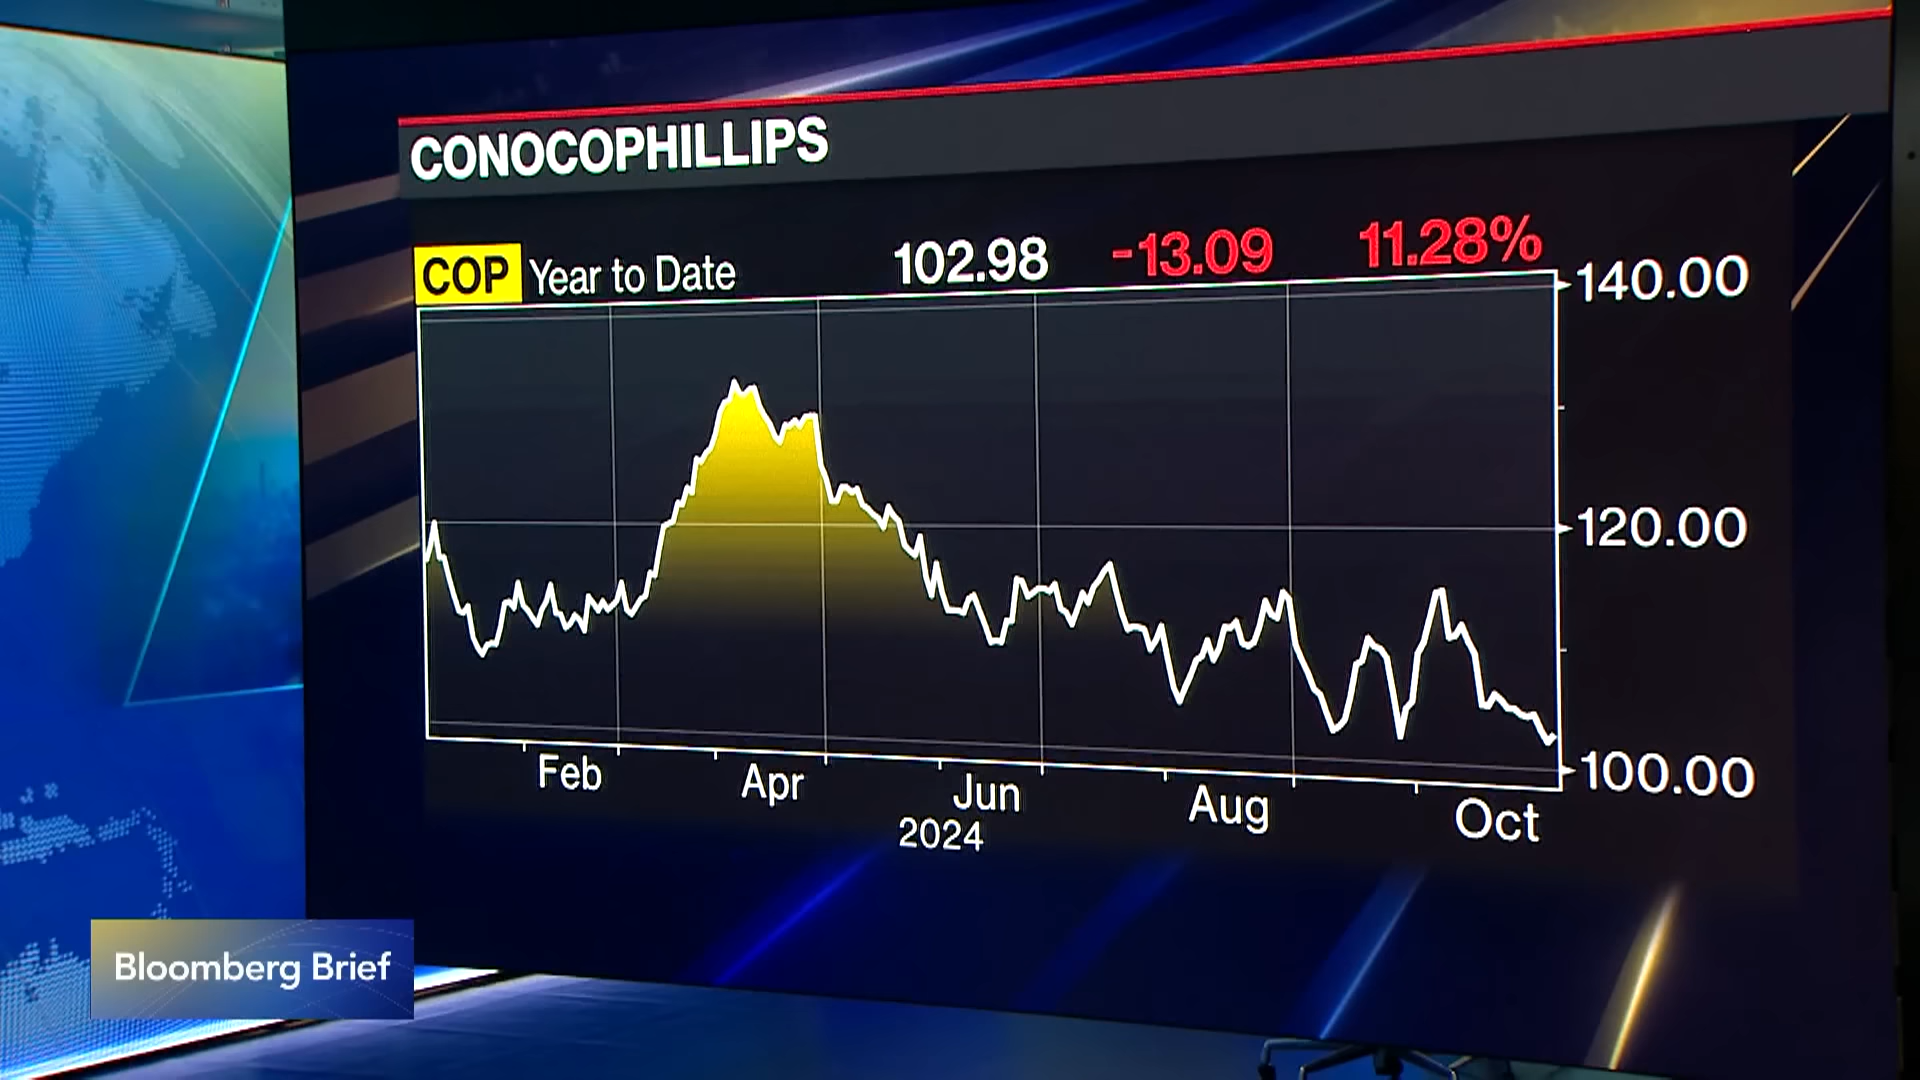 CONOCOPHILLIPS
COP Year to Date 102.98 -13.09 11.28%
140.00
120.00
100.00
Feb Apr Jun Aug Oct
2024
Bloomberg Brief